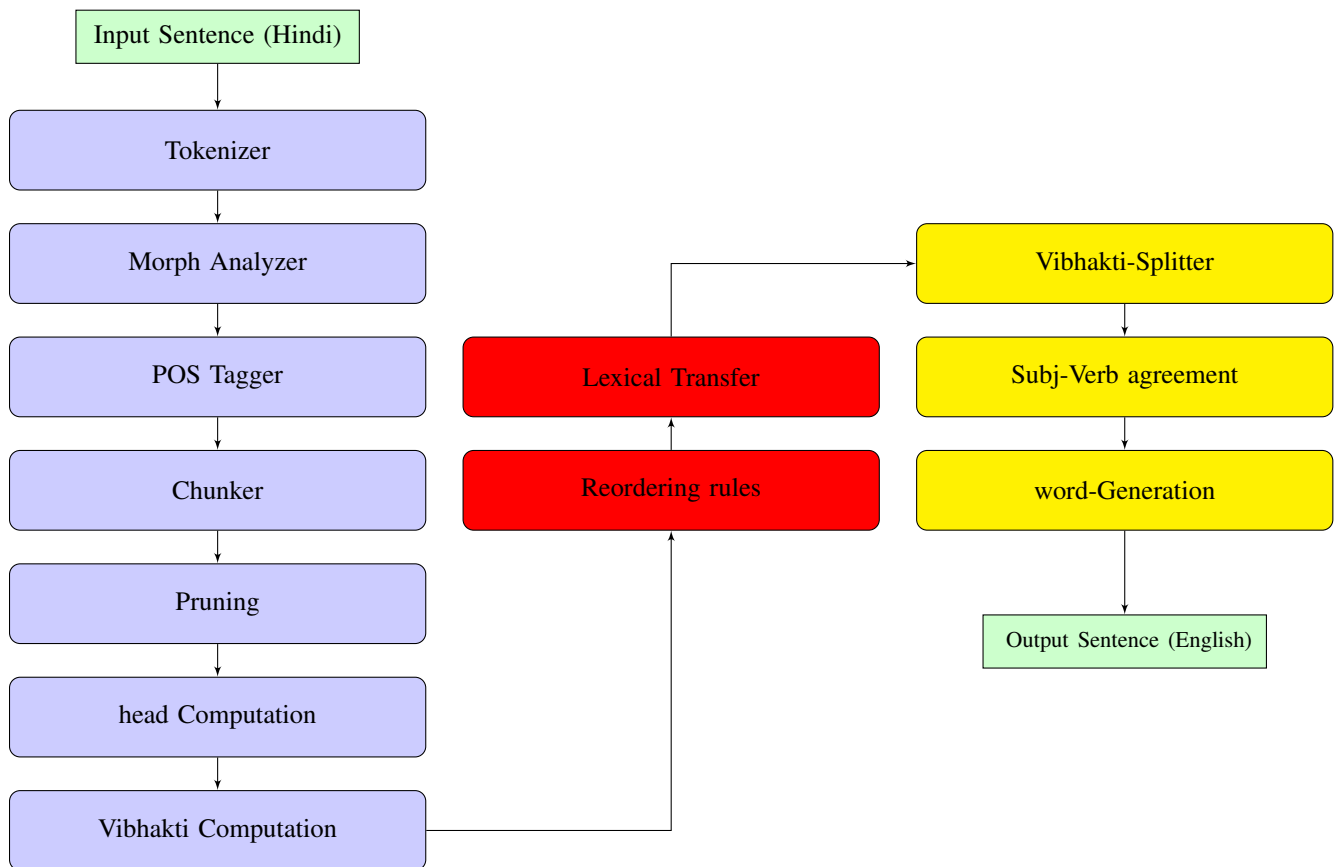 Input Sentence (Hindi)
Tokenizer
Morph Analyzer
POS Tagger
Chunker
Pruning
head Computation
Vibhakti Computation
Reordering rules
Lexical Transfer
Vibhakti-Splitter
Subj-Verb agreement
word-Generation
Output Sentence (English)